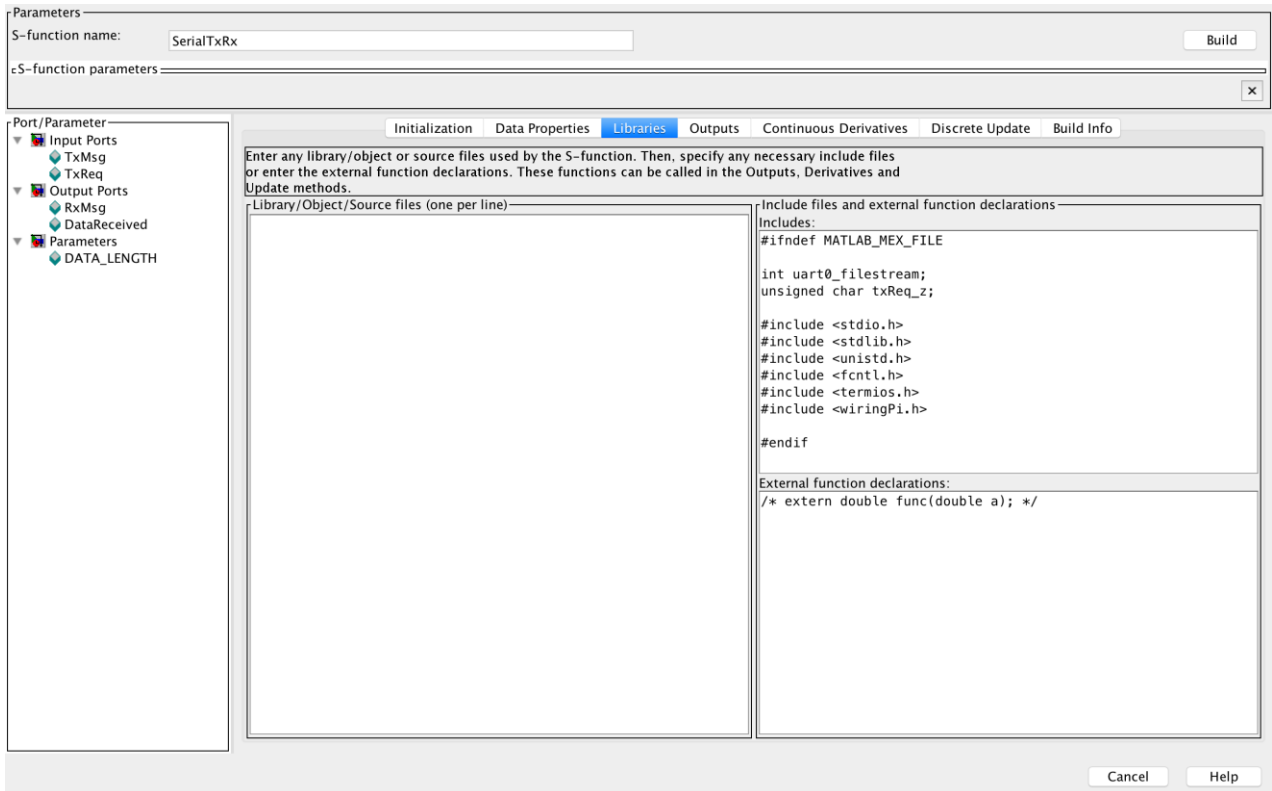 Parameters
S-function name:
SerialTxRx
Build
S-function parameters
Port/Parameter
Input Ports
TxMsg
TxReq
Output Ports
RxMsg
DataReceived
Parameters
DATA_LENGTH
Initialization Data Properties Libraries Outputs Continuous Derivatives Discrete Update Build Info
Enter any library/object or source files used by the S-function. Then, specify any necessary include files
or enter the external function declarations. These functions can be called in the Outputs, Derivatives and
Update methods.
Library/Object/Source files (one per line)
Include files and external function declarations
Includes:
#ifndef MATLAB_MEX_FILE
int uart0_filestream;
unsigned char txReq_z;
#include <stdio.h>
#include <stdlib.h>
#include <unistd.h>
#include <fcntl.h>
#include <termios.h>
#include <wiringPi.h>
#endif
External function declarations:
/* extern double func(double a); */
Cancel
Help